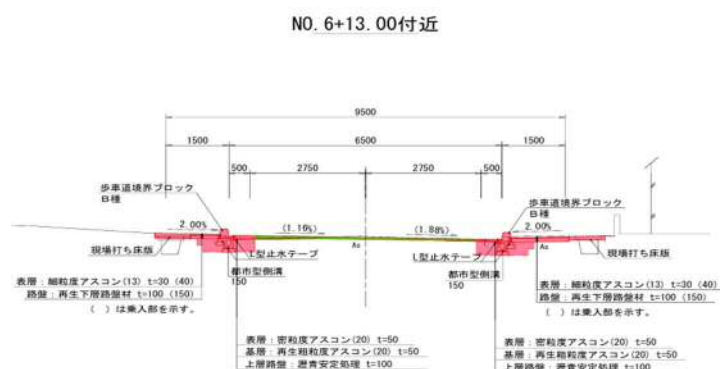 NO.6+13.00付近
9500
1500
6500
1500
500
2750
2750
500
歩車道境界ブロック
B種
歩車道境界ブロック
B種
2.00%
(1.16%)
(1.88%)
2.00%
現場打ち床版
L型止水テープ
As
L型止水テープ
As
現場打ち床版
都市型側溝
150
都市型側溝
150
表層：細粒度アスコン(13) t=30 (40)
路盤：再生下層路盤材 t=100 (150)
（ ）は乗入部を示す。
表層：細粒度アスコン(13) t=30 (40)
路盤：再生下層路盤材 t=100 (150)
（ ）は乗入部を示す。
表層：密粒度アスコン(20) t=50
基層：再生粗粒度アスコン(20) t=50
上層路盤：瀝青安定処理 t=100
表層：密粒度アスコン(20) t=50
基層：再生粗粒度アスコン(20) t=50
上層路盤：瀝青安定処理 t=100